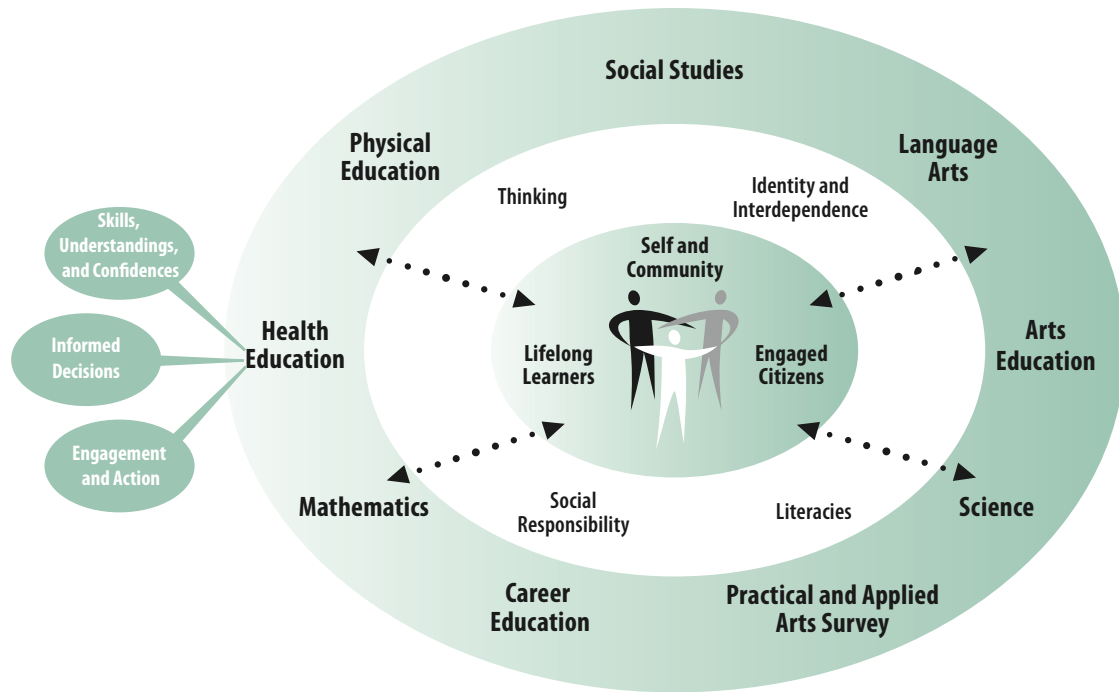 Social Studies
Physical
Education
Language
Arts
Thinking
Identity and
Interdependence
Skills,
Understandings,
and Confidences
Self and
Community
Health
Education
Informed
Decisions
Lifelong
Learners
Engaged
Citizens
Arts
Education
Engagement
and Action
Mathematics
Social
Responsibility
Literacies
Science
Career
Education
Practical and Applied
Arts Survey